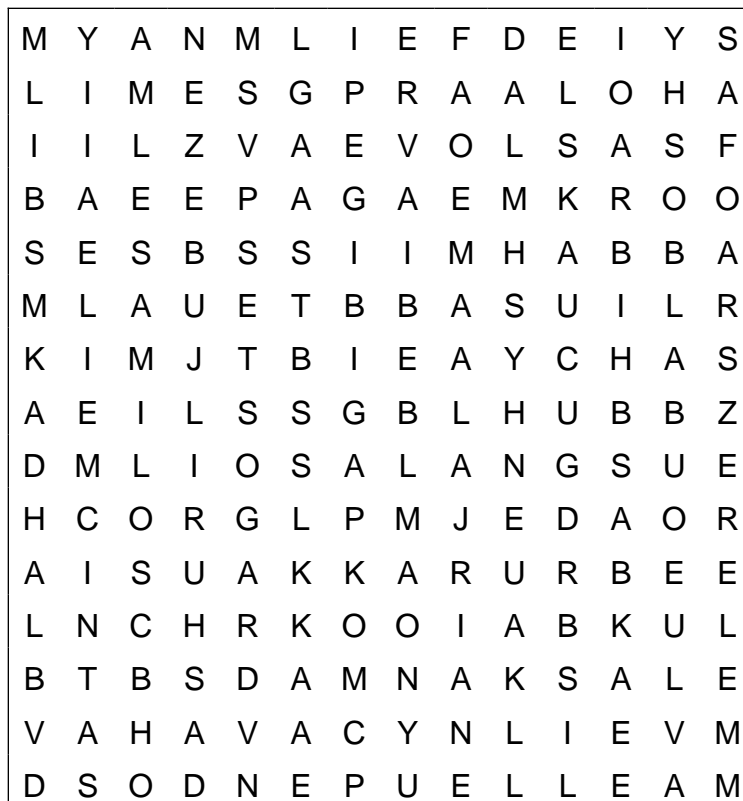 M Y A N M L I E F D E I Y S
L I M E S G P R A A L O H A
I I L Z V A E V O L S A S F
B A E E P A G A E M K R O O
S E S B S S I I M H A B B A
M L A U E T B B A S U I L R
K I M J T B I E A Y C H A S
A E I L S S G B L H U B B Z
D M L I O S A L A N G S U E
H C O R G L P M J E D A O R
A I S U A K K A R U R B E E
L N C H R K O O I A B K U L
B T B S D A M N A K S A L E
V A H A V A C Y N L I E V M
D S O D N E P U E L L E A M